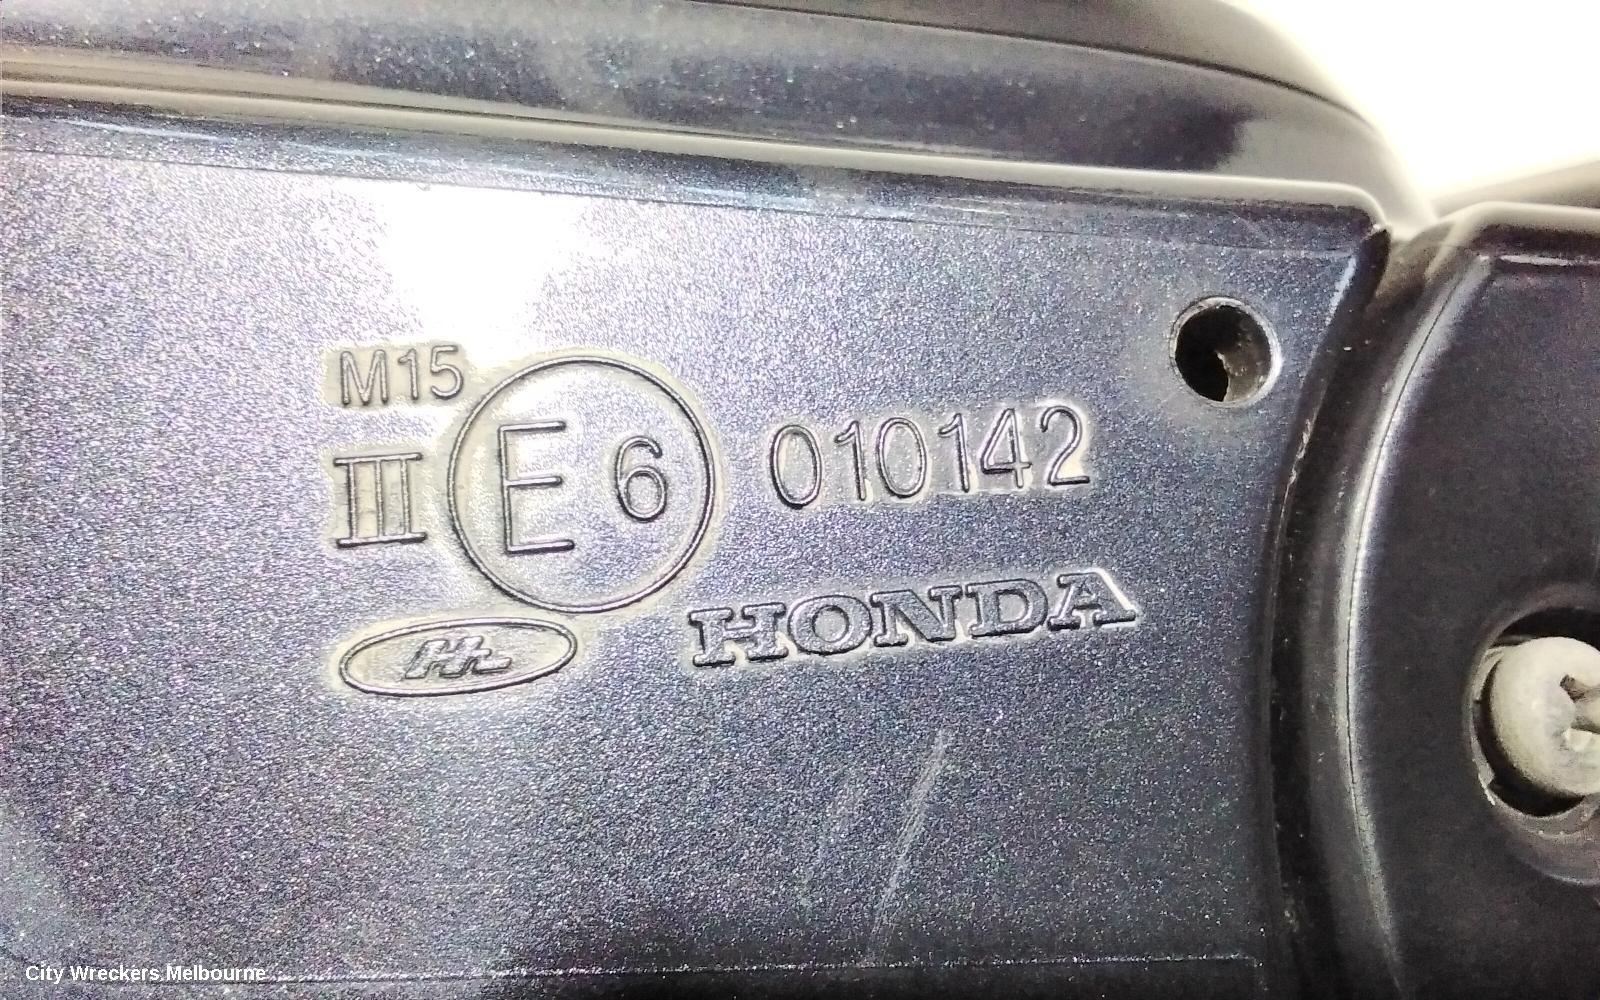 M15
III E 6 010142
HONDA
City Wreckers Melbourne